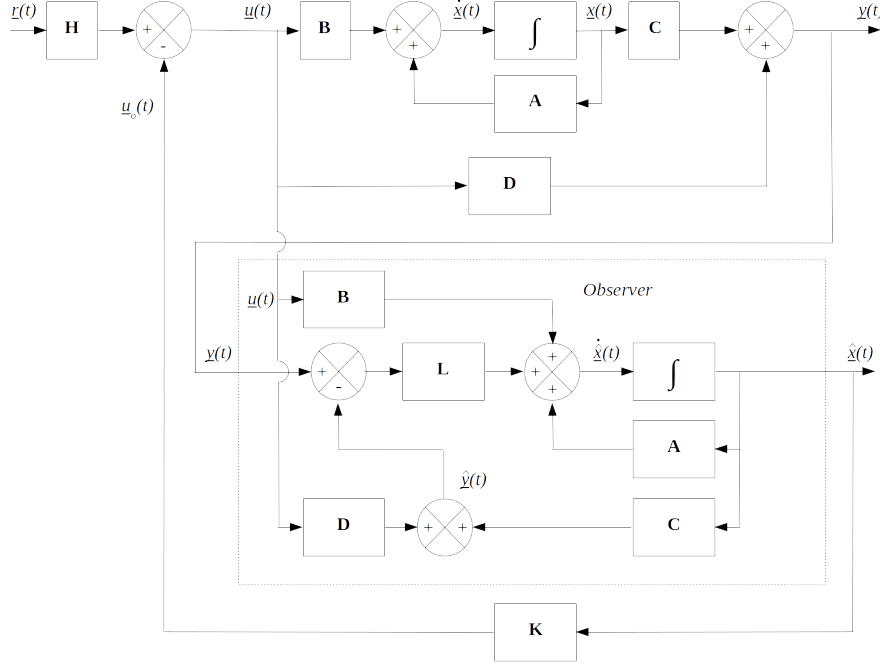 r(t) u(t) ẋ(t) x(t) y(t)
H + - B + + ∫ C + +
A
u₀(t)
D
Observer
u(t) B
y(t) + - L + + + x̂̇(t) ∫ x̂(t)
A
ŷ(t)
D + + C
K